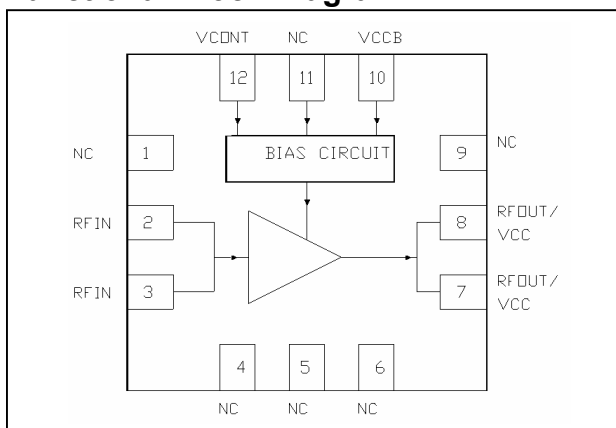 VCONT NC VCCB
12 11 10
BIAS CIRCUIT
NC 1
9 NC
RFIN 2
8 RFOUT/
VCC
RFIN 3
7 RFOUT/
VCC
4 5 6
NC NC NC